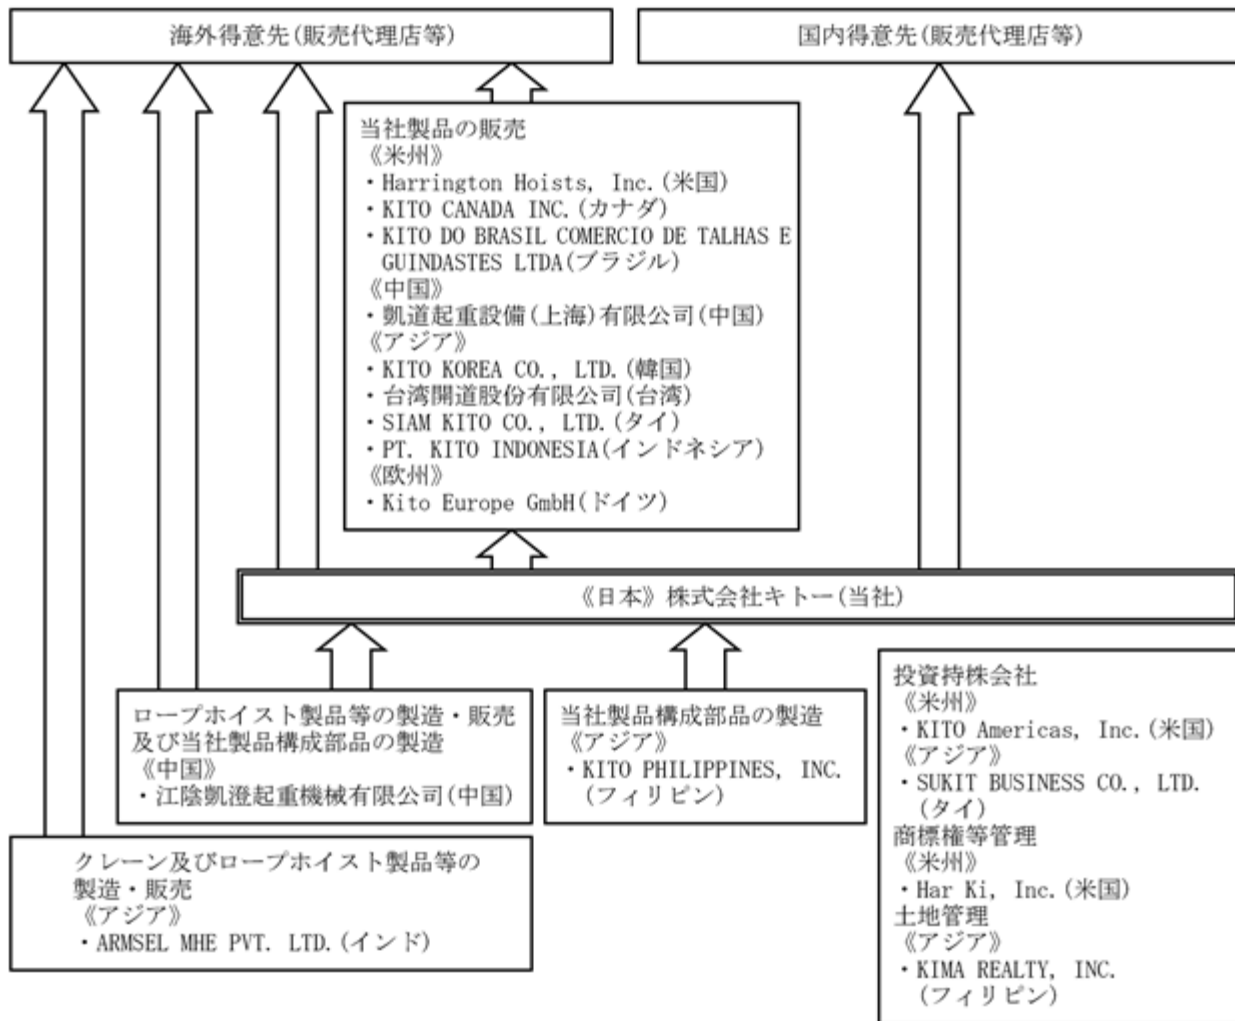 海外得意先(販売代理店等)
国内得意先(販売代理店等)
当社製品の販売
《米州》
・Harrington Hoists, Inc.(米国)
・KITO CANADA INC.(カナダ)
・KITO DO BRASIL COMERCIO DE TALHAS E
GUINDASTES LTDA(ブラジル)
《中国》
・凱道起重設備(上海)有限公司(中国)
《アジア》
・KITO KOREA CO., LTD.(韓国)
・台湾開道股份有限公司(台湾)
・SIAM KITO CO., LTD.(タイ)
・PT. KITO INDONESIA(インドネシア)
《欧州》
・Kito Europe GmbH(ドイツ)
《日本》株式会社キトー(当社)
ロープホイスト製品等の製造・販売
及び当社製品構成部品の製造
《中国》
・江陰凱澄起重機械有限公司(中国)
当社製品構成部品の製造
《アジア》
・KITO PHILIPPINES, INC.
(フィリピン)
投資持株会社
《米州》
・KITO Americas, Inc.(米国)
《アジア》
・SUKIT BUSINESS CO., LTD.
(タイ)
商標権等管理
《米州》
・Har Ki, Inc.(米国)
土地管理
《アジア》
・KIMA REALTY, INC.
(フィリピン)
クレーン及びロープホイスト製品等の
製造・販売
《アジア》
・ARMSEL MHE PVT. LTD.(インド)